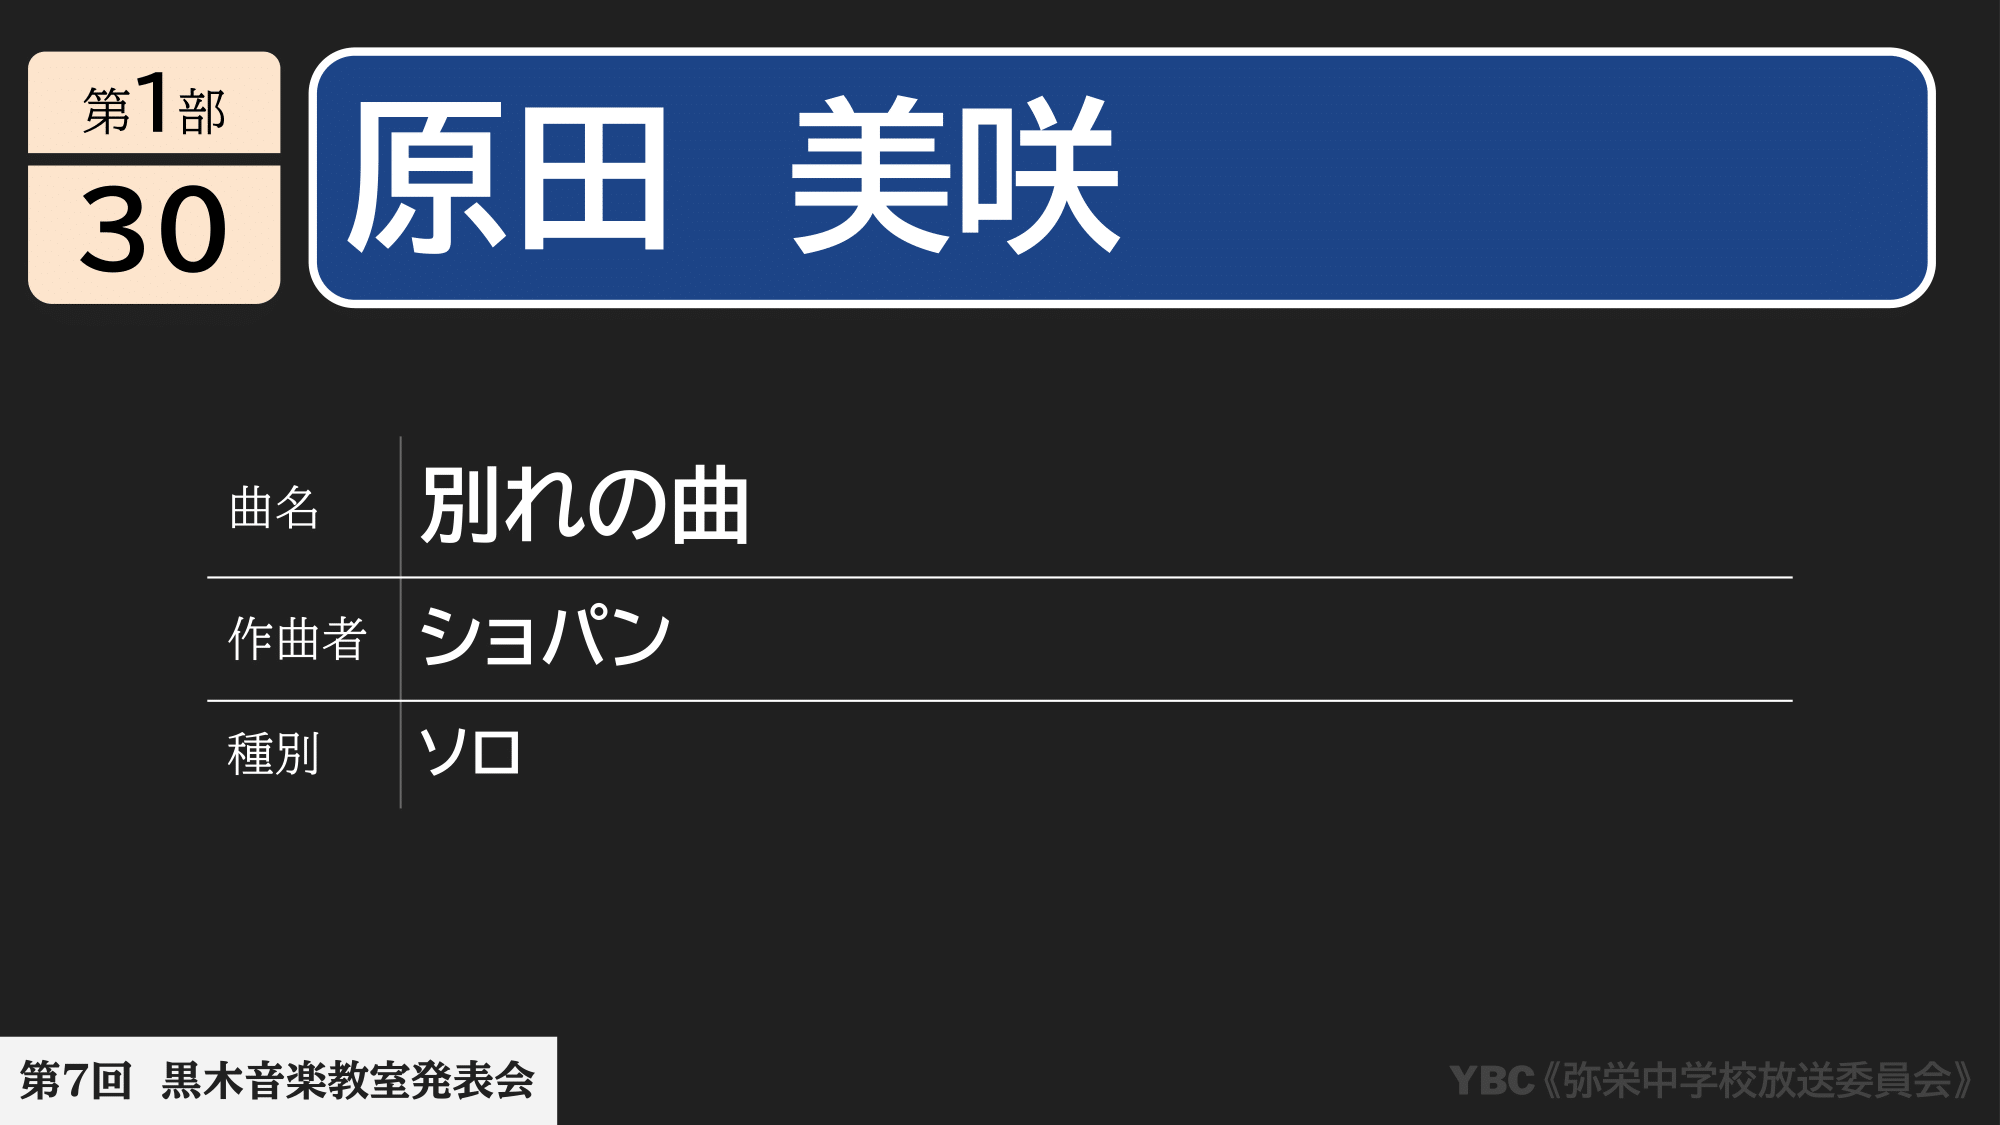 第1部
30
原田 美咲
曲名 別れの曲
作曲者 ショパン
種別 ソロ
第7回 黒木音楽教室発表会
YBC《弥栄中学校放送委員会》